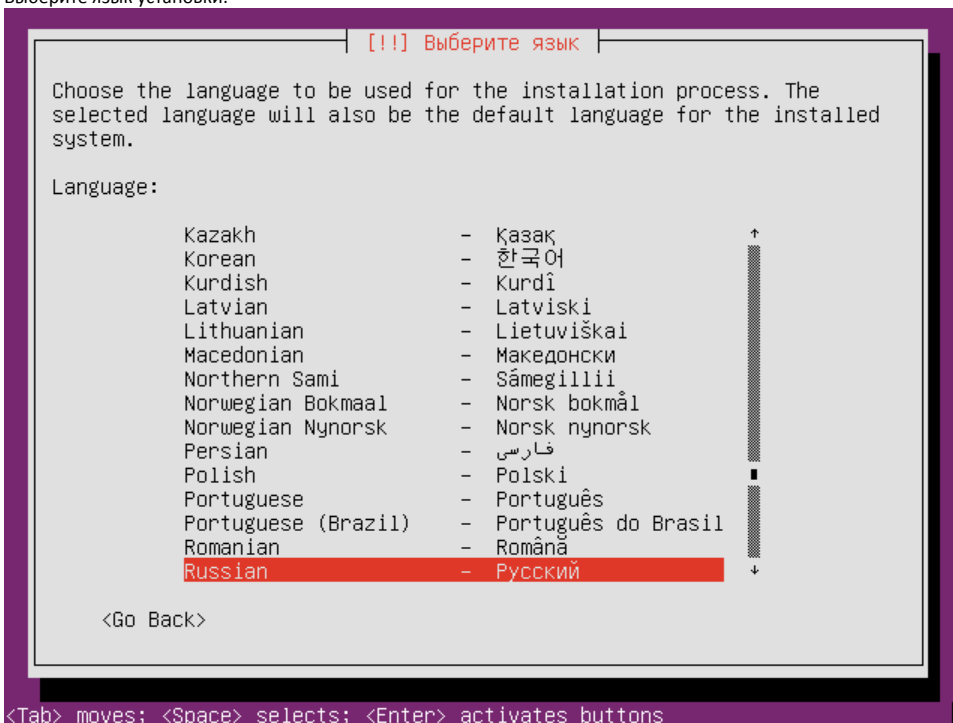 Выберите язык установки.
[!!] Выберите язык
Choose the language to be used for the installation process. The
selected language will also be the default language for the installed
system.
Language:
Kazakh - Қазақ
Korean - 한국어
Kurdish - Kurdî
Latvian - Latviski
Lithuanian - Lietuviškai
Macedonian - Македонски
Northern Sami - Sámegillii
Norwegian Bokmaal - Norsk bokmål
Norwegian Nynorsk - Norsk nynorsk
Persian - فارسی
Polish - Polski
Portuguese - Português
Portuguese (Brazil) - Português do Brasil
Romanian - Română
Russian - Русский
<Go Back>
<Tab> moves; <Space> selects; <Enter> activates buttons